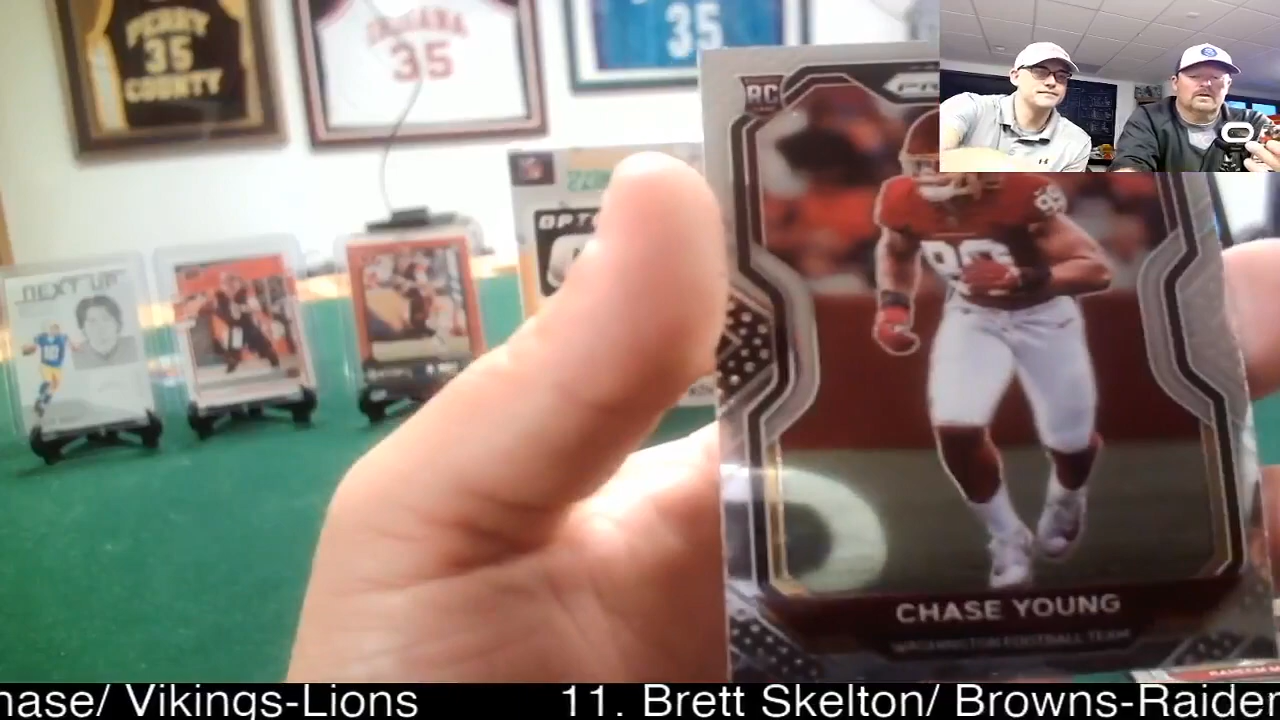 PERRY
35
COUNTY
INDIANA
35
35
RC
99
NEXT UP
CHASE YOUNG
WASHINGTON FOOTBALL TEAM
hase/ Vikings-Lions 11. Brett Skelton/ Browns-Raider